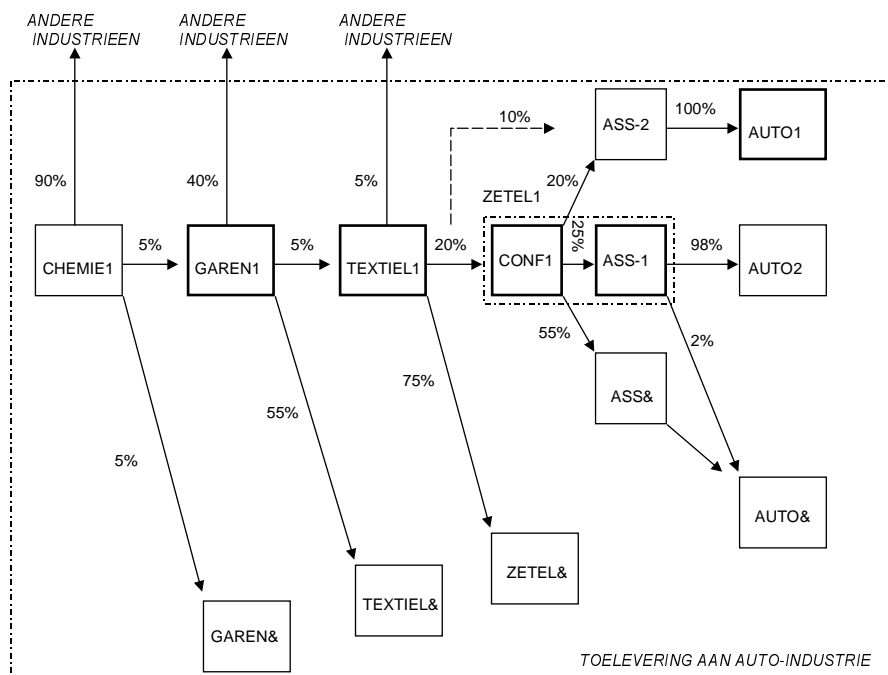 ANDERE
INDUSTRIEEN
ANDERE
INDUSTRIEEN
ANDERE
INDUSTRIEEN
10%
ASS-2
100%
AUTO1
90%
40%
5%
20%
ZETEL1
CHEMIE1
5%
GAREN1
5%
TEXTIEL1
20%
CONF1
25%
ASS-1
98%
AUTO2
55%
2%
75%
ASS&
55%
5%
AUTO&
ZETEL&
TEXTIEL&
GAREN&
TOELEVERING AAN AUTO-INDUSTRIE